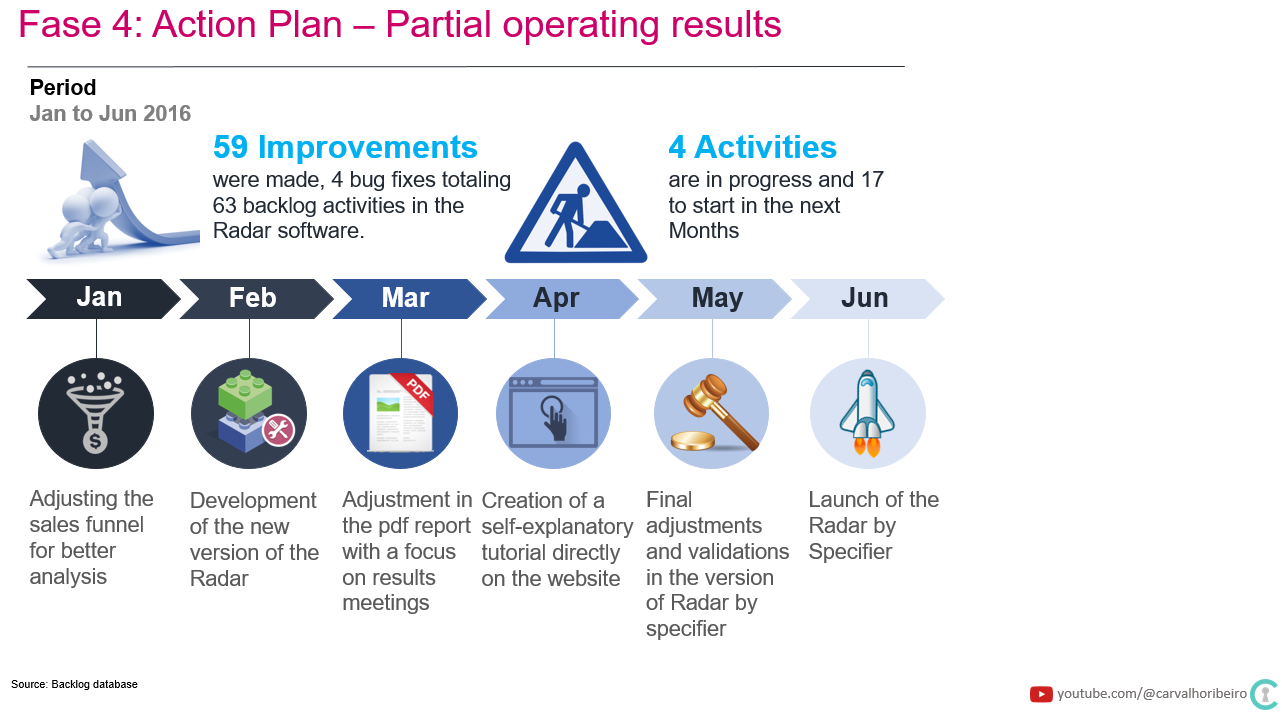 Fase 4: Action Plan – Partial operating results
Period
Jan to Jun 2016
59 Improvements
were made, 4 bug fixes totaling
63 backlog activities in the
Radar software.
4 Activities
are in progress and 17
to start in the next
Months
Jan
Feb
Mar
Apr
May
Jun
$
PDF
Adjusting the
sales funnel
for better
analysis
Development
of the new
version of the
Radar
Adjustment in
the pdf report
with a focus
on results
meetings
Creation of a
self-explanatory
tutorial directly
on the website
Final
adjustments
and validations
in the version
of Radar by
specifier
Launch of the
Radar by
Specifier
Source: Backlog database
youtube.com/@carvalhoribeiro